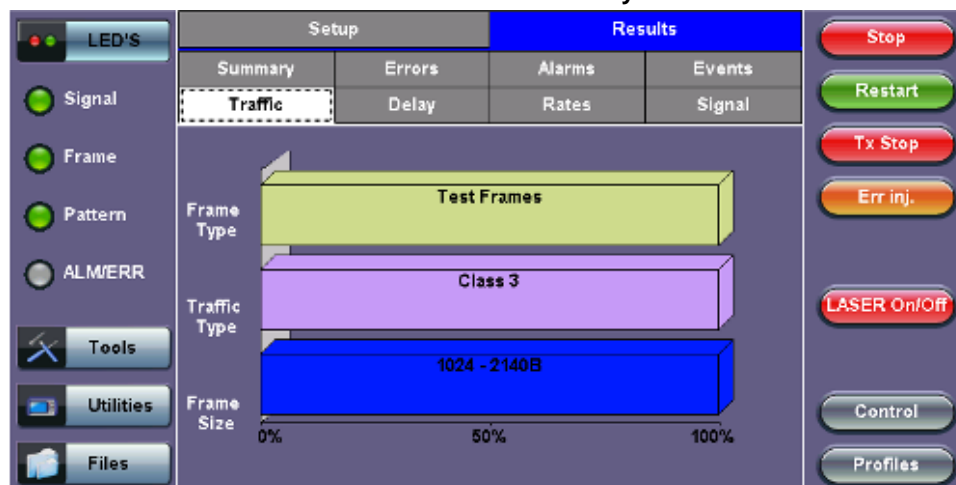 LED'S
Signal
Frame
Pattern
ALM/ERR
Tools
Utilities
Files
Setup
Results
Summary
Errors
Alarms
Events
Traffic
Delay
Rates
Signal
Frame
Type
Test Frames
Traffic
Type
Class 3
Frame
Size
1024 - 2140B
0%
50%
100%
Stop
Restart
Tx Stop
Err inj.
LASER On/Off
Control
Profiles